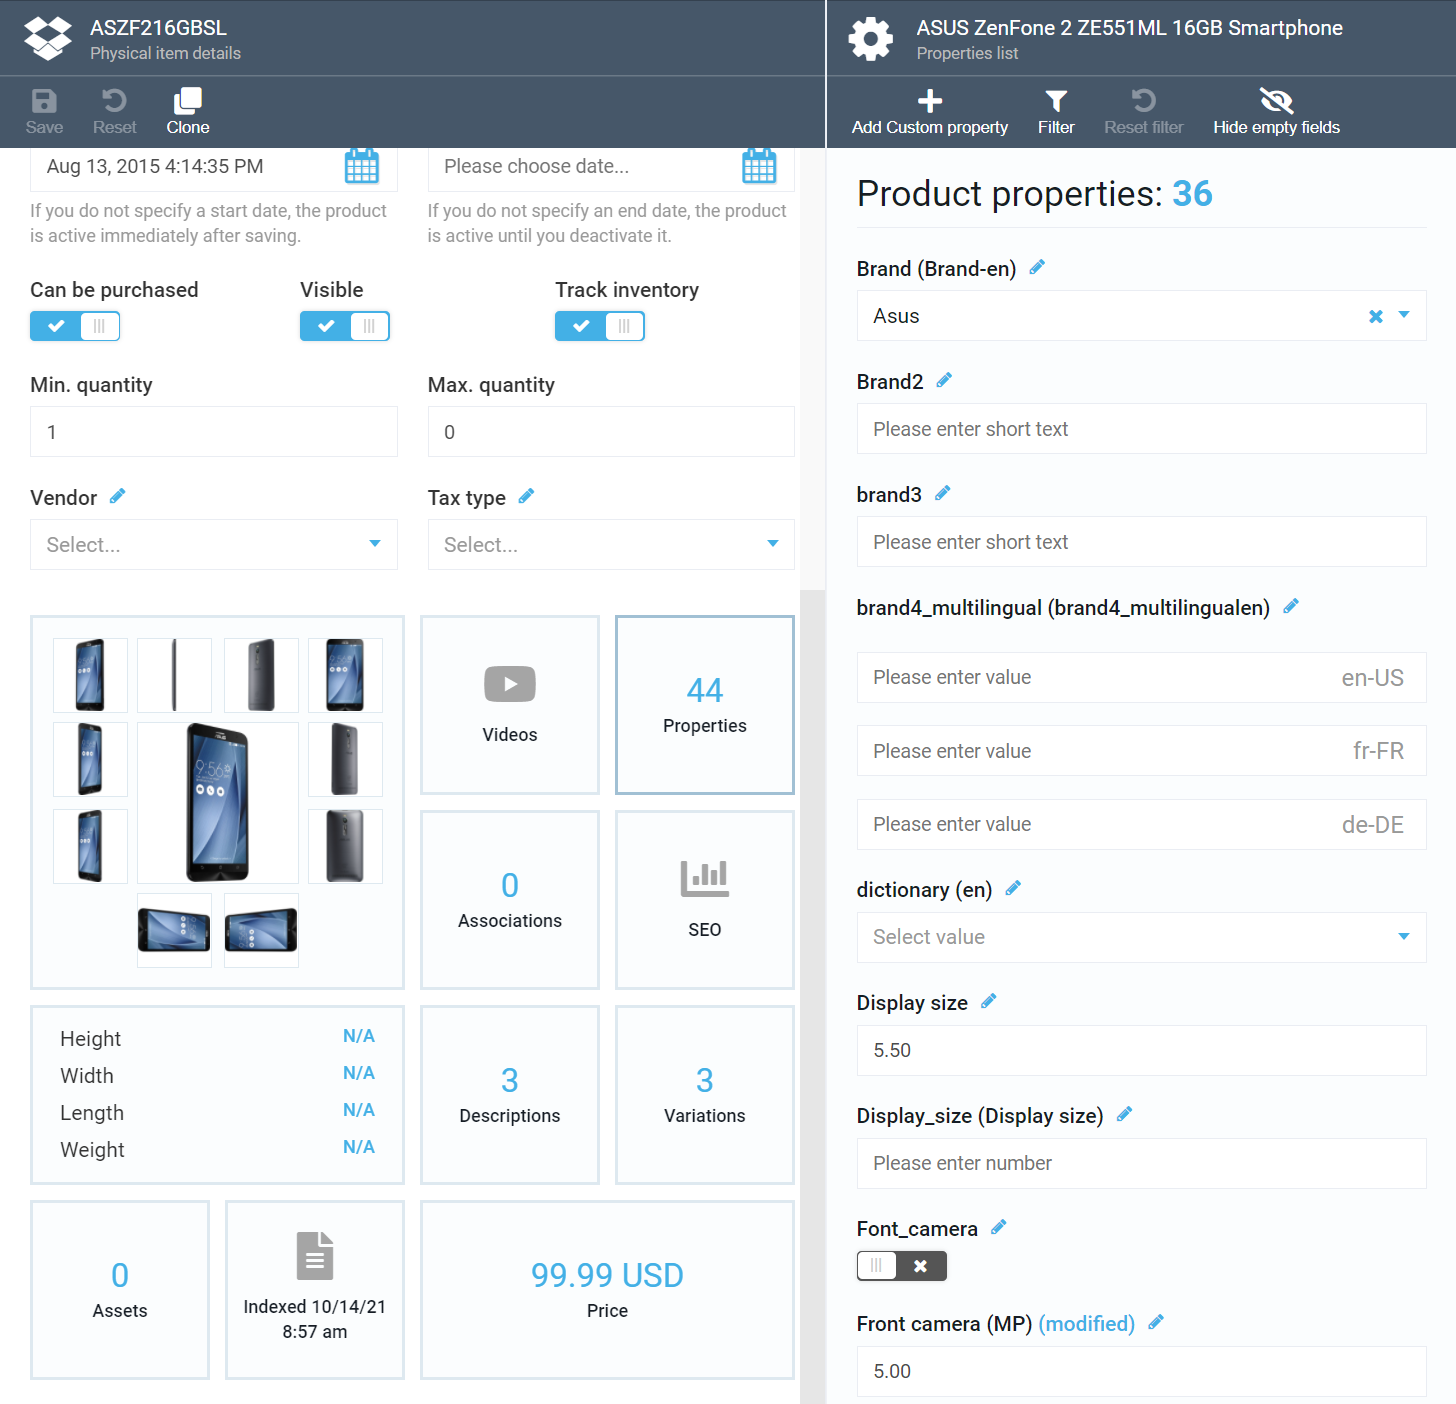 ASZF216GBSL
Physical item details
Save
Reset
Clone
Aug 13, 2015 4:14:35 PM
Please choose date...
If you do not specify a start date, the product
is active immediately after saving.
If you do not specify an end date, the product
is active until you deactivate it.
Can be purchased
Visible
Track inventory
Min. quantity
Max. quantity
1
0
Vendor
Tax type
Select...
Select...
Videos
44
Properties
0
Associations
SEO
Height N/A
Width N/A
Length N/A
Weight N/A
3
Descriptions
3
Variations
0
Assets
Indexed 10/14/21
8:57 am
99.99 USD
Price
ASUS ZenFone 2 ZE551ML 16GB Smartphone
Properties list
Add Custom property
Filter
Reset filter
Hide empty fields
Product properties: 36
Brand (Brand-en)
Asus
Brand2
Please enter short text
brand3
Please enter short text
brand4_multilingual (brand4_multilingualen)
Please enter value en-US
Please enter value fr-FR
Please enter value de-DE
dictionary (en)
Select value
Display size
5.50
Display_size (Display size)
Please enter number
Font_camera
Front camera (MP) (modified)
5.00